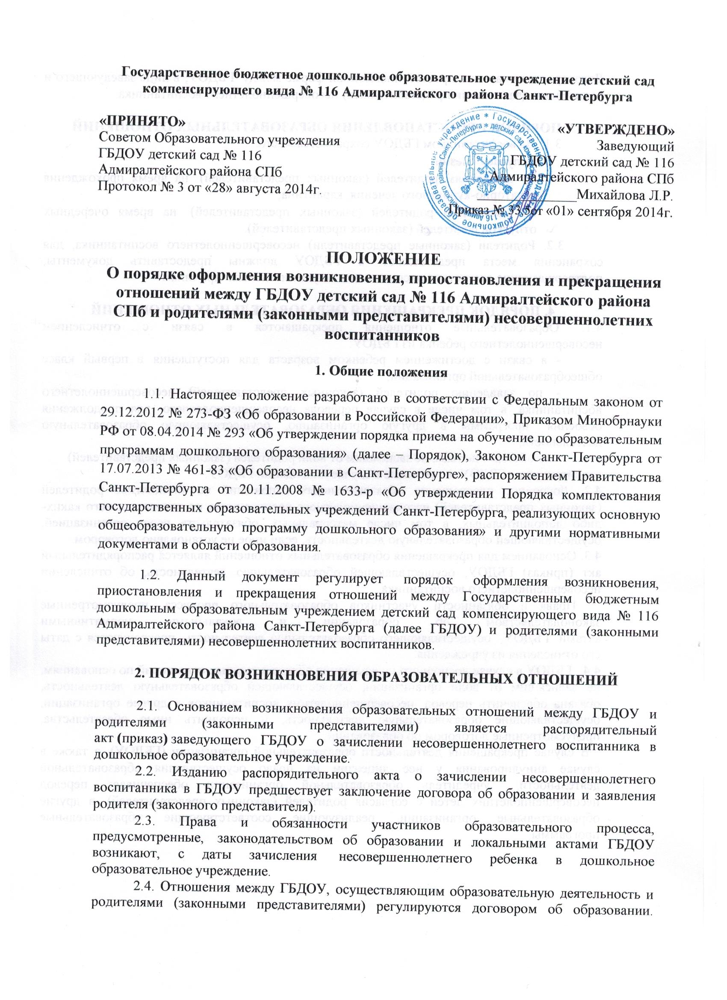 Государственное бюджетное дошкольное образовательное учреждение детский сад
компенсирующего вида № 116 Адмиралтейского района Санкт-Петербурга
«ПРИНЯТО»
Советом Образовательного учреждения
ГБДОУ детский сад № 116
Адмиралтейского района СПб
Протокол № 3 от «28» августа 2014г.
«УТВЕРЖДЕНО»
Заведующий
ГБДОУ детский сад № 116
Адмиралтейского района СПб
______________Михайлова Л.Р.
Приказ № 33.5от «01» сентября 2014г.
ПОЛОЖЕНИЕ
О порядке оформления возникновения, приостановления и прекращения
отношений между ГБДОУ детский сад № 116 Адмиралтейского района
СПб и родителями (законными представителями) несовершеннолетних
воспитанников
1. Общие положения
1.1. Настоящее положение разработано в соответствии с Федеральным законом от
29.12.2012 № 273-ФЗ «Об образовании в Российской Федерации», Приказом Минобрнауки
РФ от 08.04.2014 № 293 «Об утверждении порядка приема на обучение по образовательным
программам дошкольного образования» (далее – Порядок), Законом Санкт-Петербурга от
17.07.2013 № 461-83 «Об образовании в Санкт-Петербурге», распоряжением Правительства
Санкт-Петербурга от 20.11.2008 № 1633-р «Об утверждении Порядка комплектования
государственных образовательных учреждений Санкт-Петербурга, реализующих основную
общеобразовательную программу дошкольного образования» и другими нормативными
документами в области образования.
1.2. Данный документ регулирует порядок оформления возникновения,
приостановления и прекращения отношений между Государственным бюджетным
дошкольным образовательным учреждением детский сад компенсирующего вида № 116
Адмиралтейского района Санкт-Петербурга (далее ГБДОУ) и родителями (законными
представителями) несовершеннолетних воспитанников.
2. ПОРЯДОК ВОЗНИКНОВЕНИЯ ОБРАЗОВАТЕЛЬНЫХ ОТНОШЕНИЙ
2.1. Основанием возникновения образовательных отношений между ГБДОУ и
родителями (законными представителями) является распорядительный
акт (приказ) заведующего ГБДОУ о зачислении несовершеннолетнего воспитанника в
дошкольное образовательное учреждение.
2.2. Изданию распорядительного акта о зачислении несовершеннолетнего
воспитанника в ГБДОУ предшествует заключение договора об образовании и заявления
родителя (законного представителя).
2.3. Права и обязанности участников образовательного процесса,
предусмотренные, законодательством об образовании и локальными актами ГБДОУ
возникают, с даты зачисления несовершеннолетнего ребенка в дошкольное
образовательное учреждение.
2.4. Отношения между ГБДОУ, осуществляющим образовательную деятельность и
родителями (законными представителями) регулируются договором об образовании.